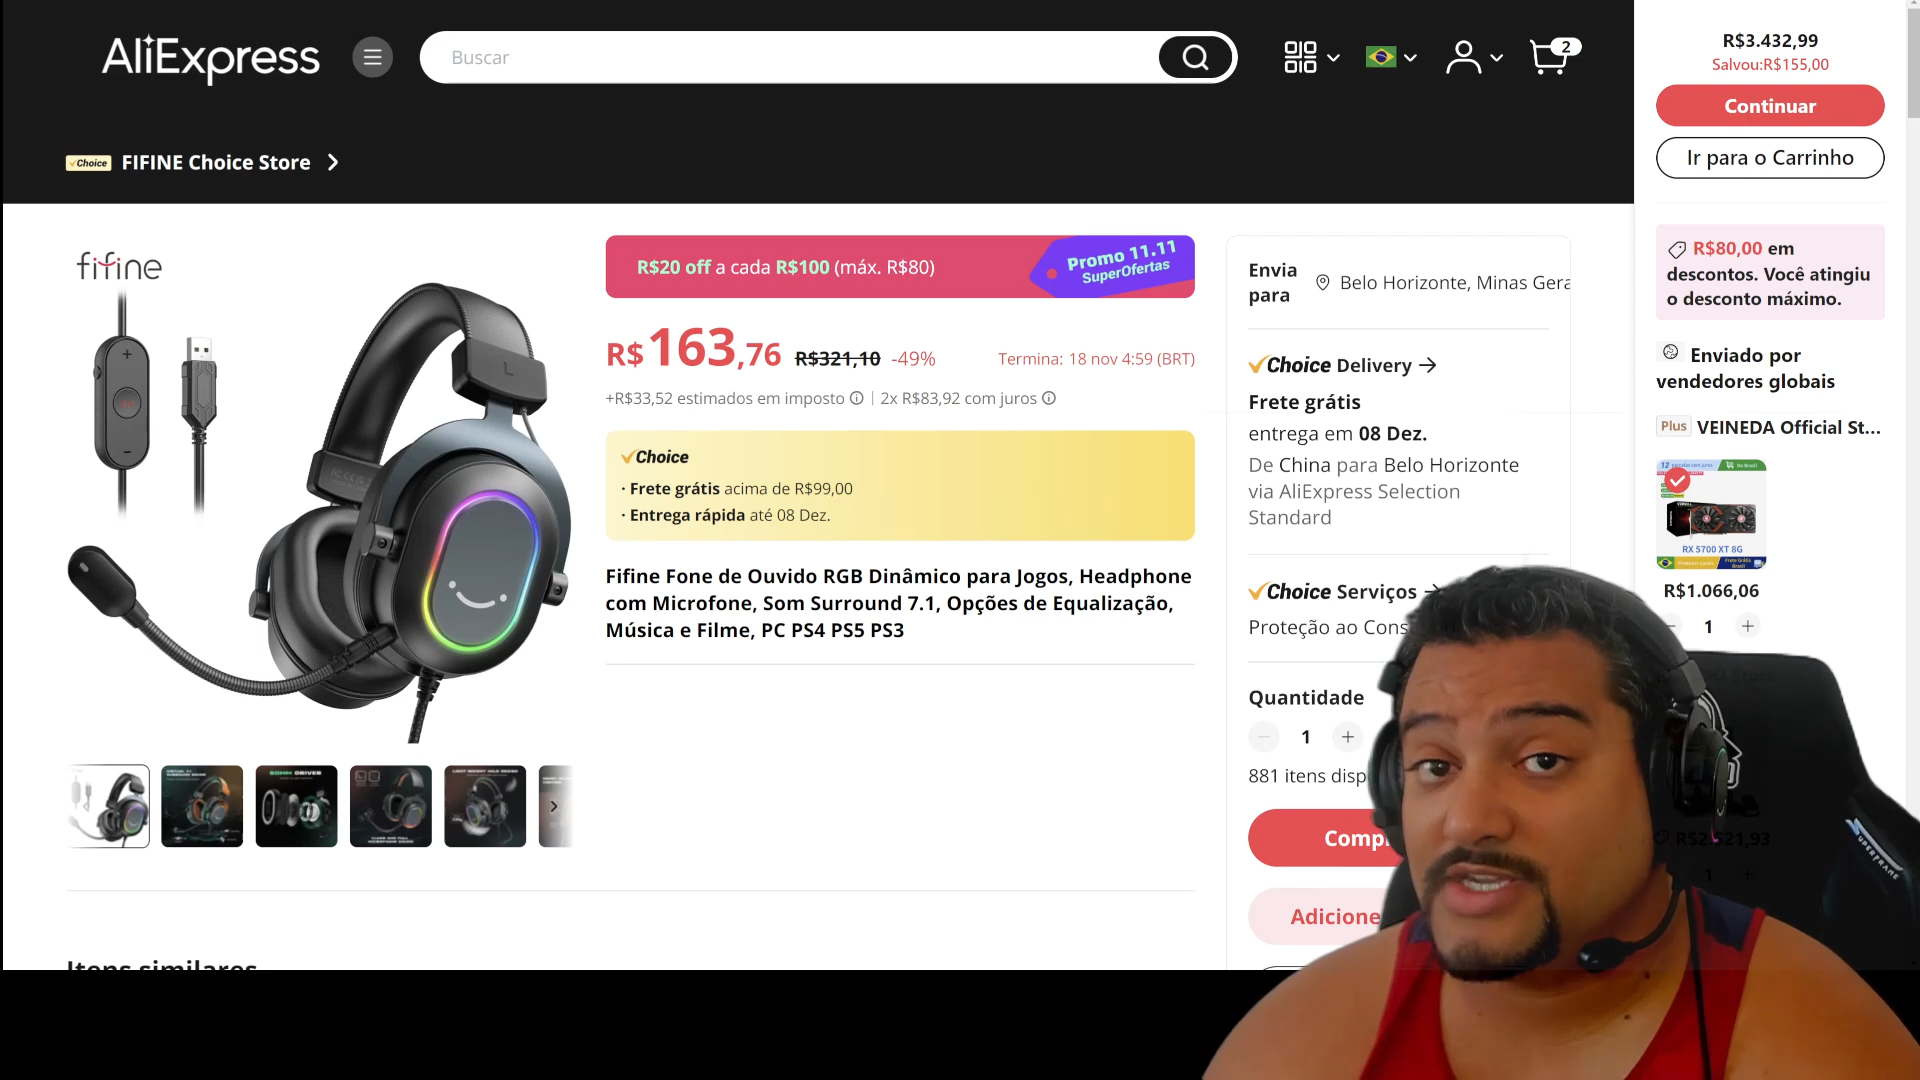 AliExpress
Buscar
2
Choice
FIFINE Choice Store
fifine
R$20 off a cada R$100 (máx. R$80)
Promo 11.11
SuperOfertas
R$163,76 R$321,10 -49%
Termina: 18 nov 4:59 (BRT)
+R$33,52 estimados em imposto | 2x R$83,92 com juros
Choice
· Frete grátis acima de R$99,00
· Entrega rápida até 08 Dez.
Fifine Fone de Ouvido RGB Dinâmico para Jogos, Headphone
com Microfone, Som Surround 7.1, Opções de Equalização,
Música e Filme, PC PS4 PS5 PS3
Itens similares
Envia
para
Belo Horizonte, Minas Gera
Choice Delivery
Frete grátis
entrega em 08 Dez.
De China para Belo Horizonte
via AliExpress Selection
Standard
Choice Serviços
Proteção ao Cons
Quantidade
1
881 itens disp
Comp
Adicione
R$3.432,99
Salvou:R$155,00
Continuar
Ir para o Carrinho
R$80,00 em
descontos. Você atingiu
o desconto máximo.
Enviado por
vendedores globais
Plus VEINEDA Official St...
RX 5700 XT 8G
R$1.066,06
1
R$2.521,93
1
L
SUPERFRAME